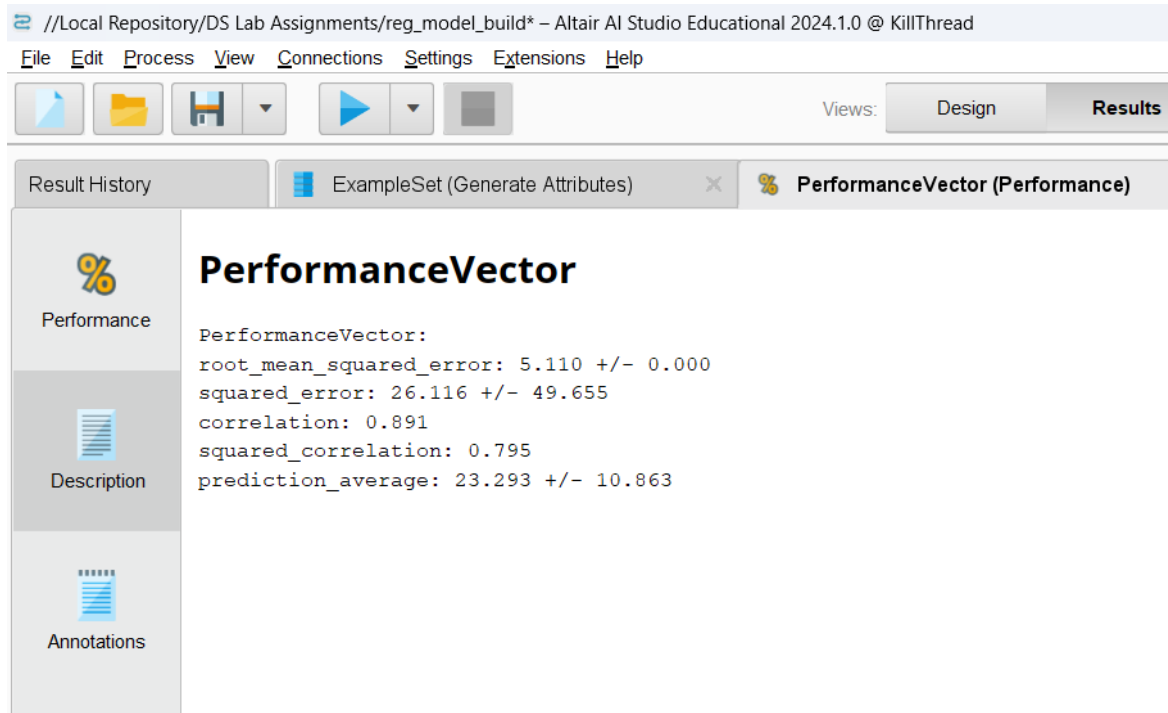 //Local Repository/DS Lab Assignments/reg_model_build* – Altair AI Studio Educational 2024.1.0 @ KillThread
File Edit Process View Connections Settings Extensions Help
Views: Design Results
Result History ExampleSet (Generate Attributes) % PerformanceVector (Performance)
%
Performance
Description
Annotations
PerformanceVector
PerformanceVector:
root_mean_squared_error: 5.110 +/- 0.000
squared_error: 26.116 +/- 49.655
correlation: 0.891
squared_correlation: 0.795
prediction_average: 23.293 +/- 10.863